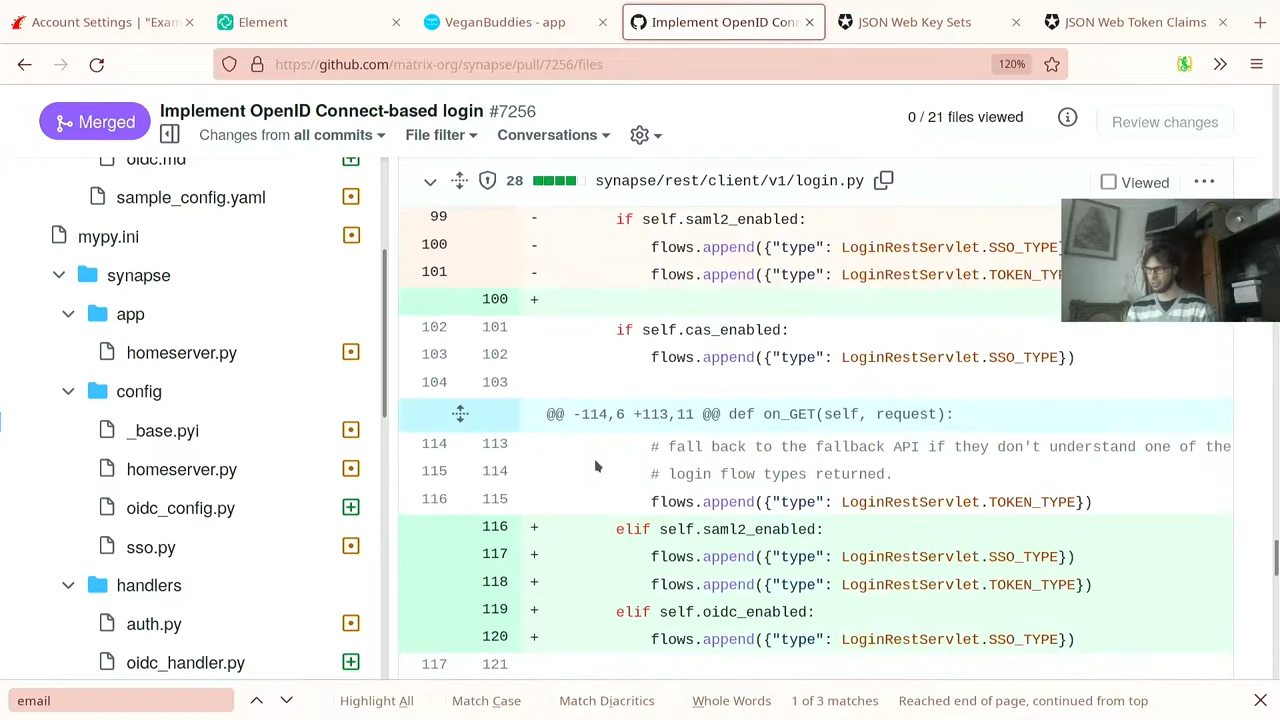 Account Settings | "Exam
Element
VeganBuddies - app
Implement OpenID Conn
JSON Web Key Sets
JSON Web Token Claims
https://github.com/matrix-org/synapse/pull/7256/files
120%
Merged
Implement OpenID Connect-based login #7256
Changes from all commits
File filter
Conversations
0 / 21 files viewed
Review changes
oidc.md
sample_config.yaml
mypy.ini
synapse
app
homeserver.py
config
_base.pyi
homeserver.py
oidc_config.py
sso.py
handlers
auth.py
oidc_handler.py
28 synapse/rest/client/v1/login.py
Viewed
99 - if self.saml2_enabled:
100 - flows.append({"type": LoginRestServlet.SSO_TYPE
101 - flows.append({"type": LoginRestServlet.TOKEN_TYP
100 +
102 101 if self.cas_enabled:
103 102 flows.append({"type": LoginRestServlet.SSO_TYPE})
104 103
@@ -114,6 +113,11 @@ def on_GET(self, request):
114 113 # fall back to the fallback API if they don't understand one of the
115 114 # login flow types returned.
116 115 flows.append({"type": LoginRestServlet.TOKEN_TYPE})
116 + elif self.saml2_enabled:
117 + flows.append({"type": LoginRestServlet.SSO_TYPE})
118 + flows.append({"type": LoginRestServlet.TOKEN_TYPE})
119 + elif self.oidc_enabled:
120 + flows.append({"type": LoginRestServlet.SSO_TYPE})
117 121
email
Highlight All
Match Case
Match Diacritics
Whole Words
1 of 3 matches
Reached end of page, continued from top